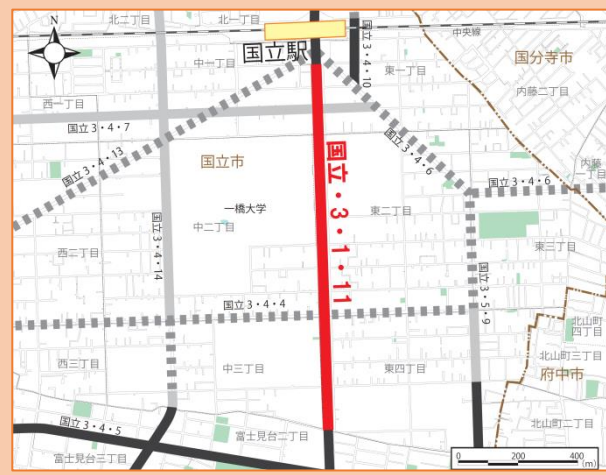 北二丁目
北一丁目
N
国立駅
国立3・4・10
中央線
国分寺市
中一丁目
東一丁目
内藤二丁目
西一丁目
国立3・4・7
国立3・4・13
国立市
国立・3・1・11
国立3・4・6
内藤
一丁目
国立3・4・6
一橋大学
中二丁目
東二丁目
国立3・4・14
西二丁目
東三丁目
国立3・5・9
国立3・4・4
北山町
四丁目
北山町三丁目
西三丁目
中三丁目
東四丁目
府中市
国立3・4・5
富士見台二丁目
北山町二丁目
富士見台三丁目
0 200 400
(m)